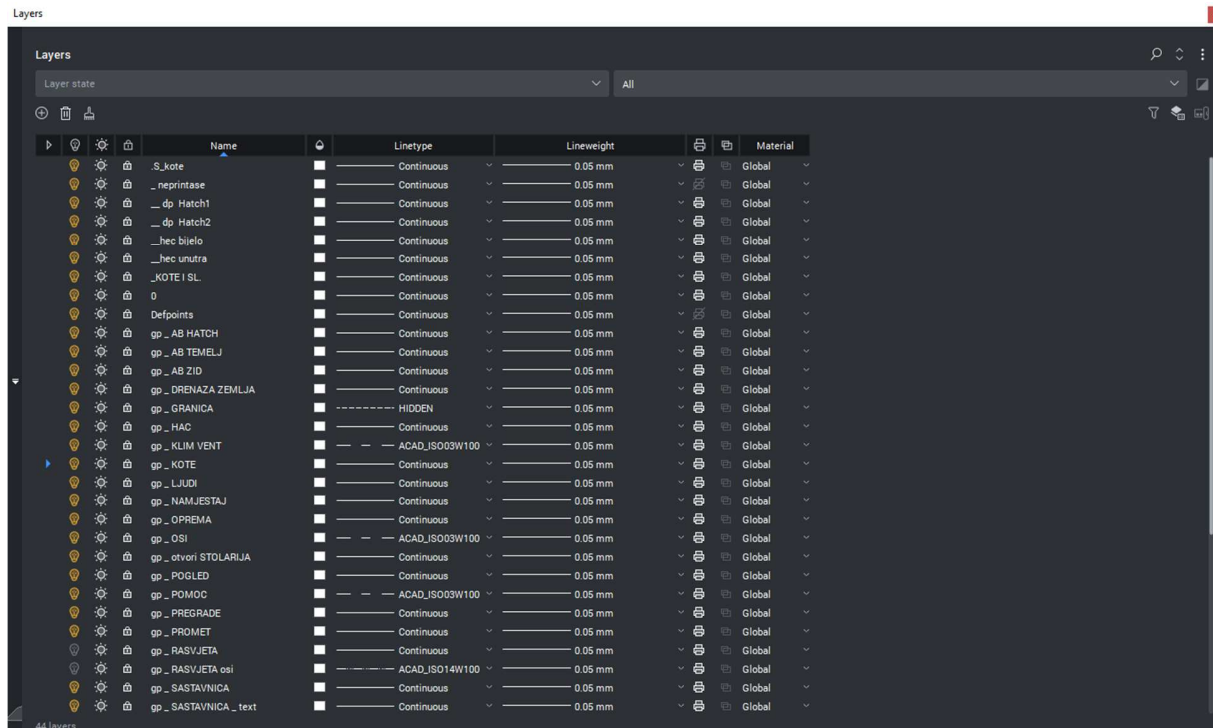 Layers
Layers
Layer state All
Name Linetype Lineweight Material
.S_kote Continuous 0.05 mm Global
_ neprintase Continuous 0.05 mm Global
__ dp Hatch1 Continuous 0.05 mm Global
__ dp Hatch2 Continuous 0.05 mm Global
__hec bijelo Continuous 0.05 mm Global
__hec unutra Continuous 0.05 mm Global
_KOTE I SL. Continuous 0.05 mm Global
0 Continuous 0.05 mm Global
Defpoints Continuous 0.05 mm Global
gp _ AB HATCH Continuous 0.05 mm Global
gp _ AB TEMELJ Continuous 0.05 mm Global
gp _ AB ZID Continuous 0.05 mm Global
gp _ DRENAZA ZEMLJA Continuous 0.05 mm Global
gp _ GRANICA HIDDEN 0.05 mm Global
gp _ HAC Continuous 0.05 mm Global
gp _ KLIM VENT ACAD_ISO03W100 0.05 mm Global
gp _ KOTE Continuous 0.05 mm Global
gp _ LJUDI Continuous 0.05 mm Global
gp _ NAMJESTAJ Continuous 0.05 mm Global
gp _ OPREMA Continuous 0.05 mm Global
gp _ OSI ACAD_ISO03W100 0.05 mm Global
gp _ otvori STOLARIJA Continuous 0.05 mm Global
gp _ POGLED Continuous 0.05 mm Global
gp _ POMOC ACAD_ISO03W100 0.05 mm Global
gp _ PREGRADE Continuous 0.05 mm Global
gp _ PROMET Continuous 0.05 mm Global
gp _ RASVJETA Continuous 0.05 mm Global
gp _ RASVJETA osi ACAD_ISO14W100 0.05 mm Global
gp _ SASTAVNICA Continuous 0.05 mm Global
gp _ SASTAVNICA _ text Continuous 0.05 mm Global
44 layers